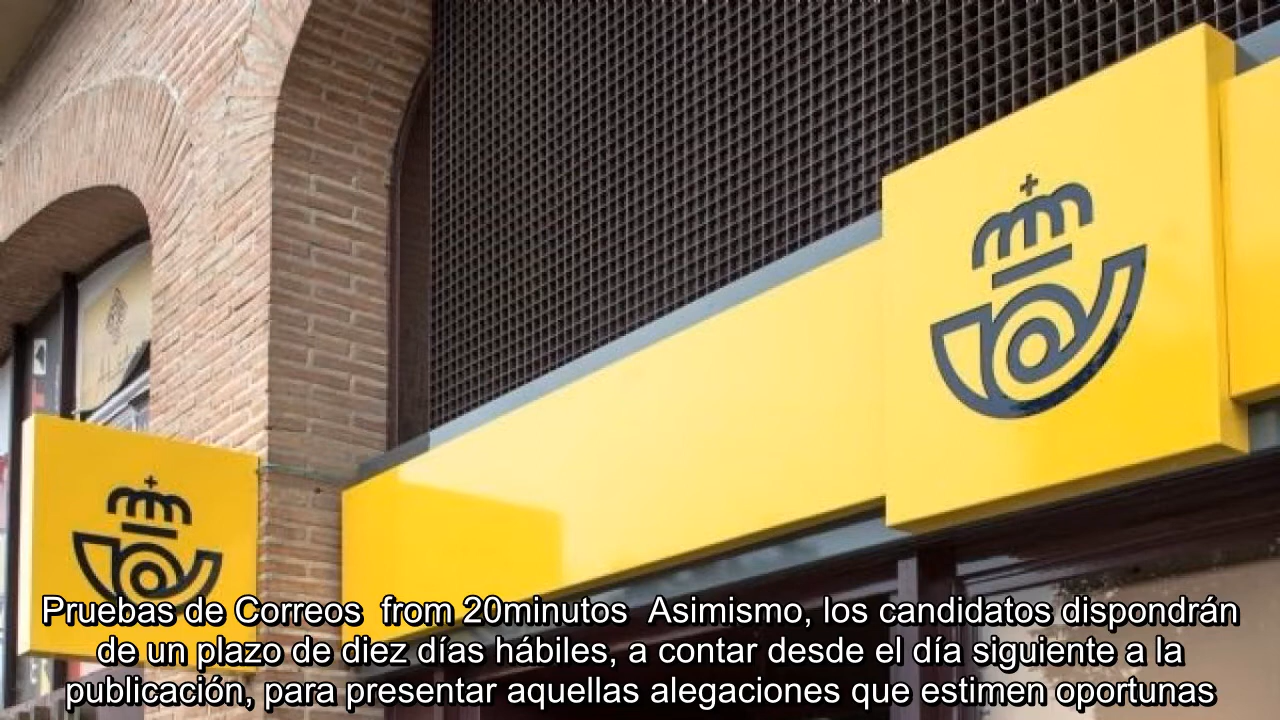 Pruebas de Correos  from 20minutos  Asimismo, los candidatos dispondrán
de un plazo de diez días hábiles, a contar desde el día siguiente a la
publicación, para presentar aquellas alegaciones que estimen oportunas